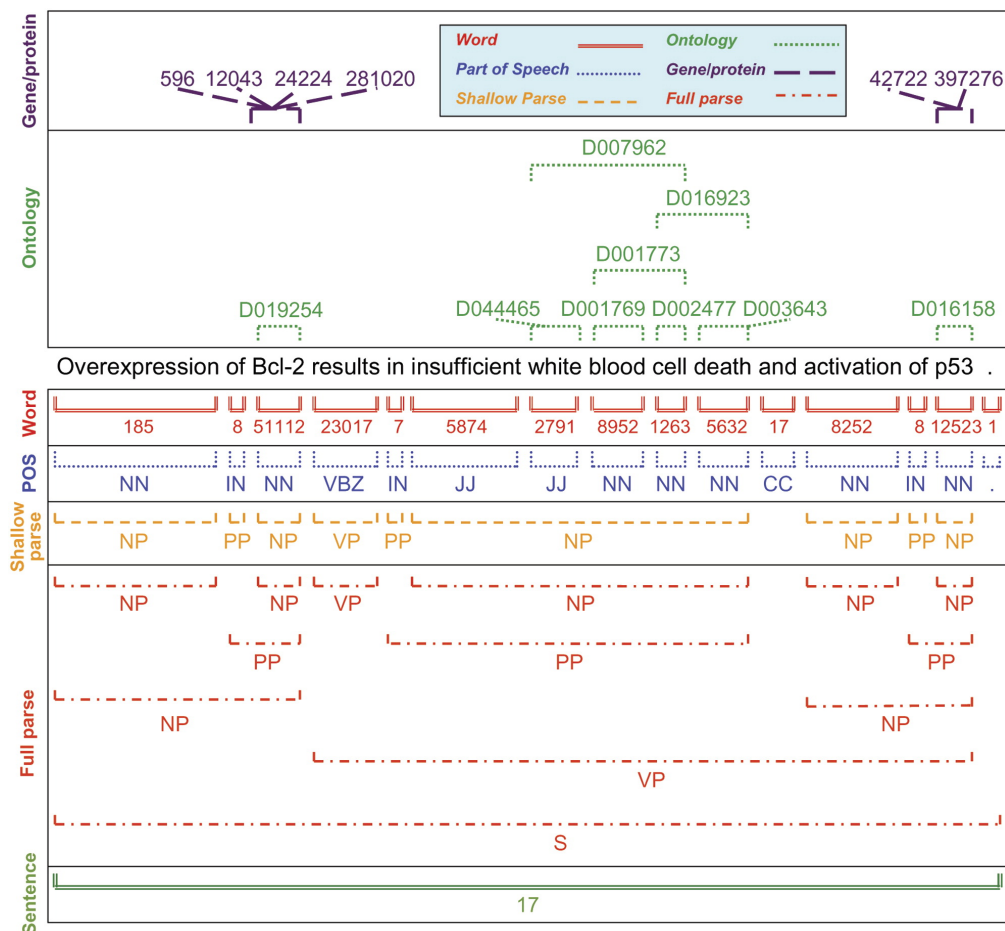 Gene/protein
Word
Ontology
Part of Speech
Gene/protein
Shallow Parse
Full parse
596 12043 24224 281020
42722 397276
Ontology
D007962
D016923
D001773
D019254 D044465 D001769 D002477 D003643 D016158
Overexpression of Bcl-2 results in insufficient white blood cell death and activation of p53 .
Word
185 8 51112 23017 7 5874 2791 8952 1263 5632 17 8252 8 12523 1
POS
NN IN NN VBZ IN JJ JJ NN NN NN CC NN IN NN .
Shallow
parse
NP PP NP VP PP NP NP PP NP
Full parse
NP NP VP NP NP NP
PP PP PP
NP NP
VP
S
Sentence
17